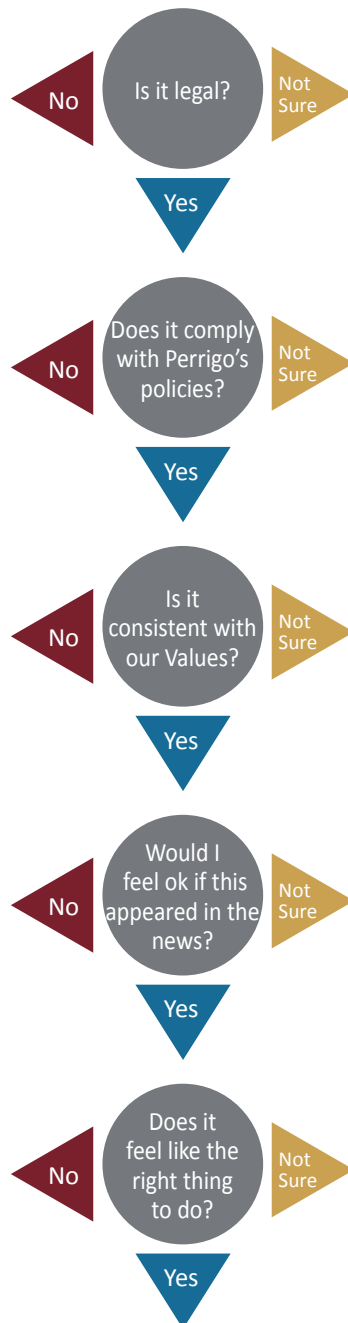 No
Is it legal?
Not
Sure
Yes
No
Does it comply
with Perrigo’s
policies?
Not
Sure
Yes
No
Is it
consistent with
our Values?
Not
Sure
Yes
No
Would I
feel ok if this
appeared in the
news?
Not
Sure
Yes
No
Does it
feel like the
right thing
to do?
Not
Sure
Yes